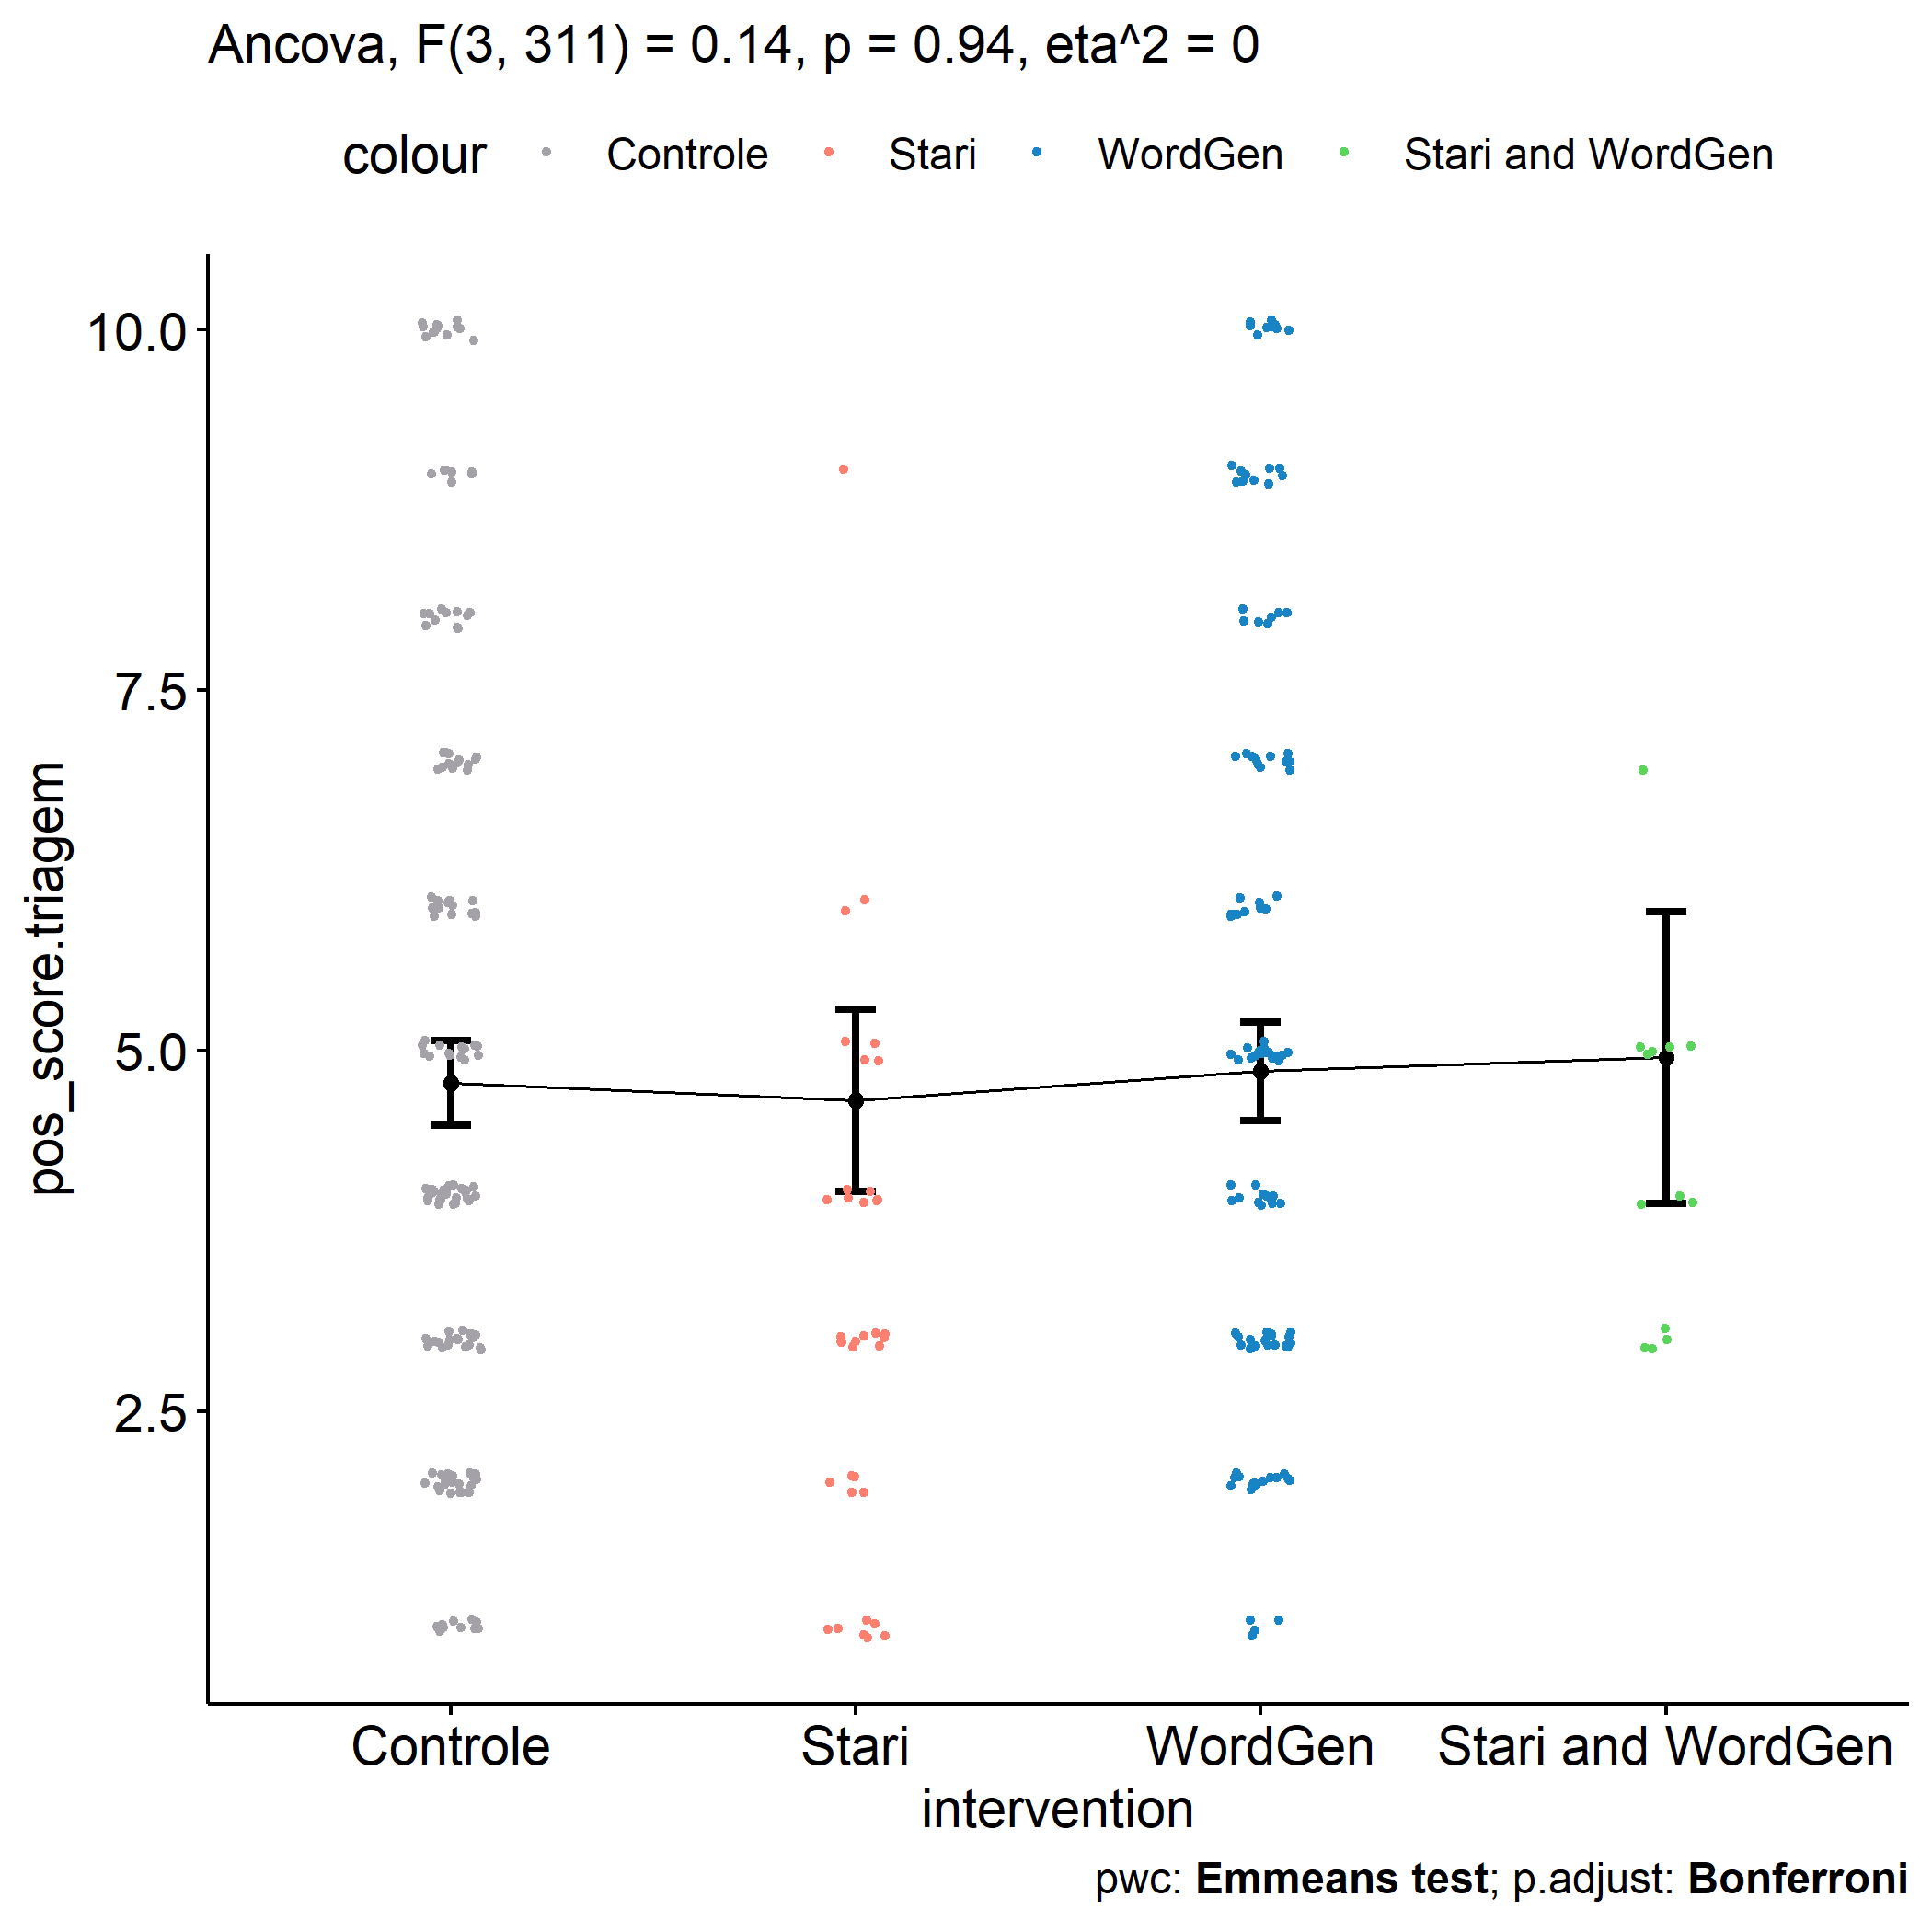 Ancova, F(3, 311) = 0.14, p = 0.94, eta^2 = 0
colour Controle Stari WordGen Stari and WordGen
10.0
7.5
5.0
2.5
pos_score.triagem
Controle Stari WordGen Stari and WordGen
intervention
pwc: Emmeans test; p.adjust: Bonferroni